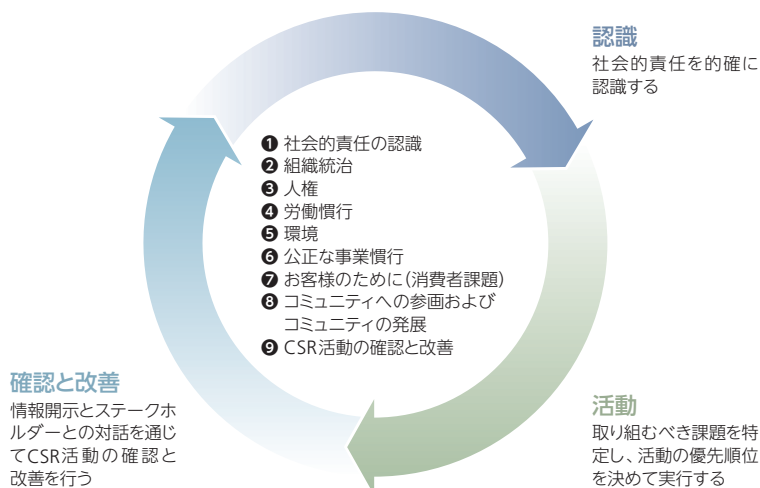 認識
社会的責任を的確に
認識する
❶ 社会的責任の認識
❷ 組織統治
❸ 人権
❹ 労働慣行
❺ 環境
❻ 公正な事業慣行
❼ お客様のために(消費者課題)
❽ コミュニティへの参画および
コミュニティの発展
❾ CSR活動の確認と改善
確認と改善
情報開示とステークホ
ルダーとの対話を通じ
てCSR活動の確認と
改善を行う
活動
取り組むべき課題を特
定し、活動の優先順位
を決めて実行する